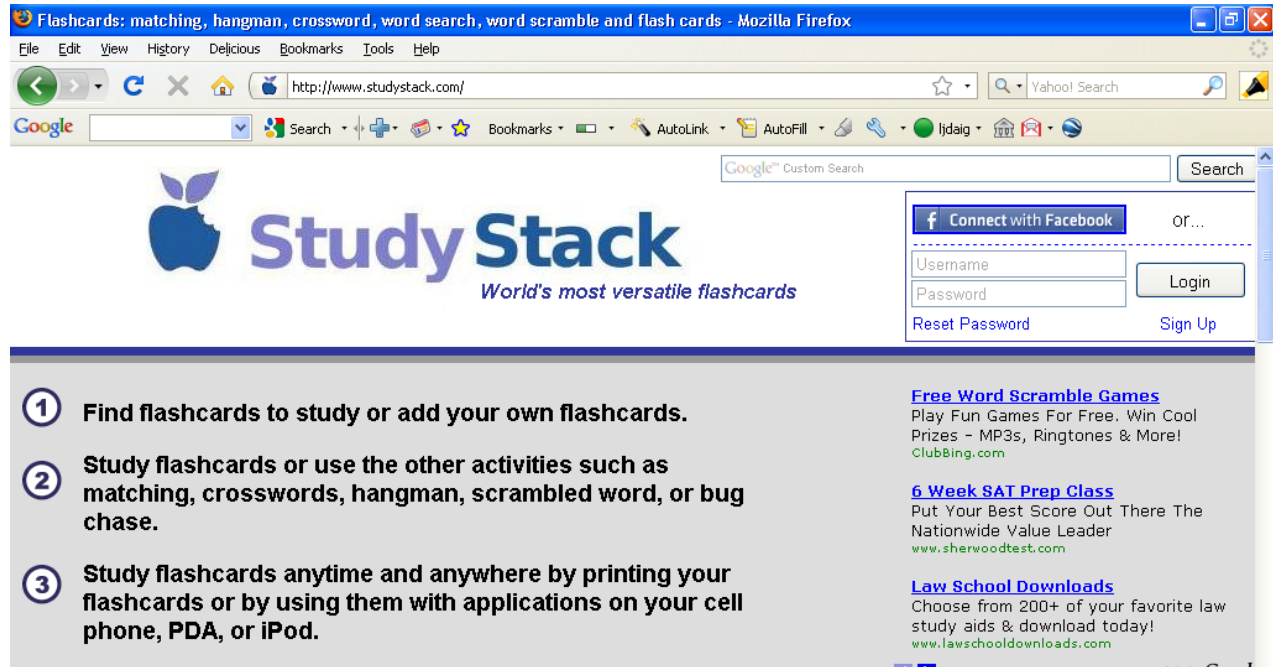 Flashcards: matching, hangman, crossword, word search, word scramble and flash cards - Mozilla Firefox
File Edit View History Delicious Bookmarks Tools Help
http://www.studystack.com/
Yahoo! Search
Google Search Bookmarks AutoLink AutoFill ljdaig
Google™ Custom Search Search
StudyStack
World's most versatile flashcards
f Connect with Facebook or...
Username
Password
Login
Reset Password Sign Up
1 Find flashcards to study or add your own flashcards.
2 Study flashcards or use the other activities such as
matching, crosswords, hangman, scrambled word, or bug
chase.
3 Study flashcards anytime and anywhere by printing your
flashcards or by using them with applications on your cell
phone, PDA, or iPod.
Free Word Scramble Games
Play Fun Games For Free. Win Cool
Prizes - MP3s, Ringtones & More!
ClubBing.com
6 Week SAT Prep Class
Put Your Best Score Out There The
Nationwide Value Leader
www.sherwoodtest.com
Law School Downloads
Choose from 200+ of your favorite law
study aids & download today!
www.lawschooldownloads.com